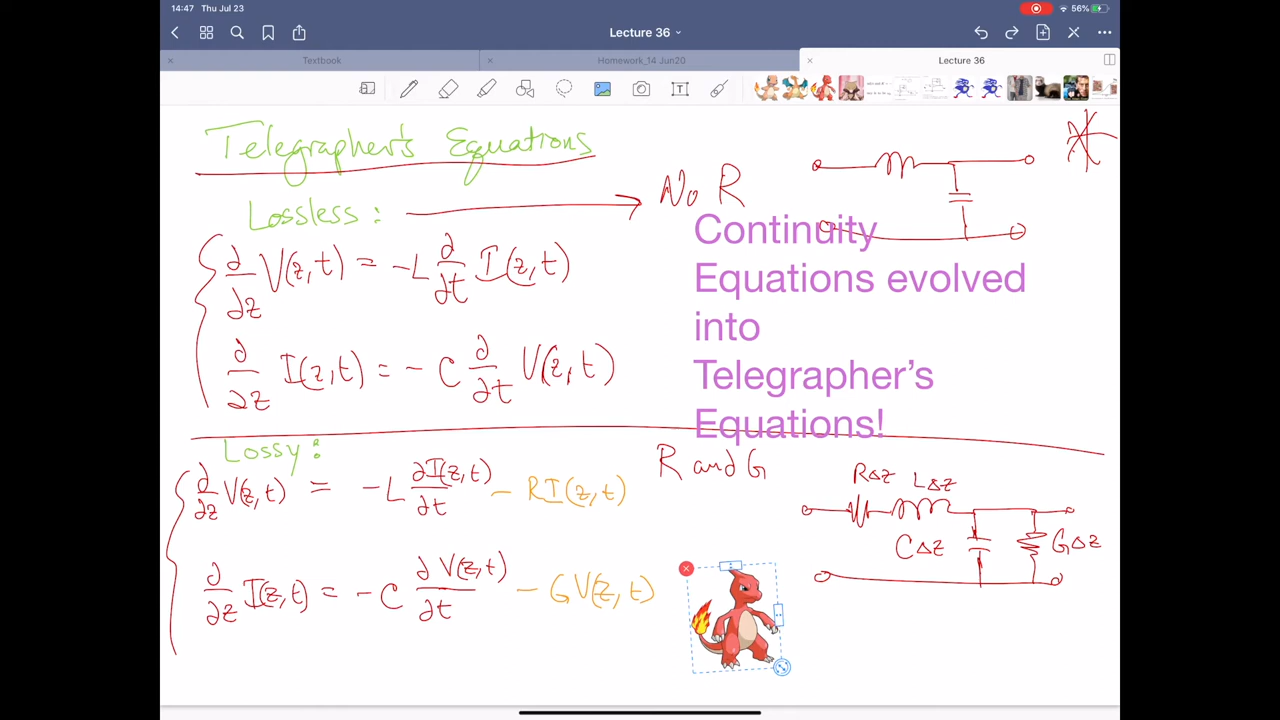 14:47 Thu Jul 23
56%
Lecture 36
Textbook
Homework_14 Jun20
Lecture 36
Telegrapher's Equations
Lossless :
No R
∂/∂z V(z,t) = -L ∂/∂t I(z,t)
∂/∂z I(z,t) = - C ∂/∂t V(z,t)
Continuity
Equations evolved
into
Telegrapher’s
Equations!
Lossy :
R and G
∂/∂z V(z,t) = -L ∂I(z,t)/∂t - RI(z,t)
∂/∂z I(z,t) = -C ∂V(z,t)/∂t - GV(z,t)
RΔz LΔz
CΔz GΔz